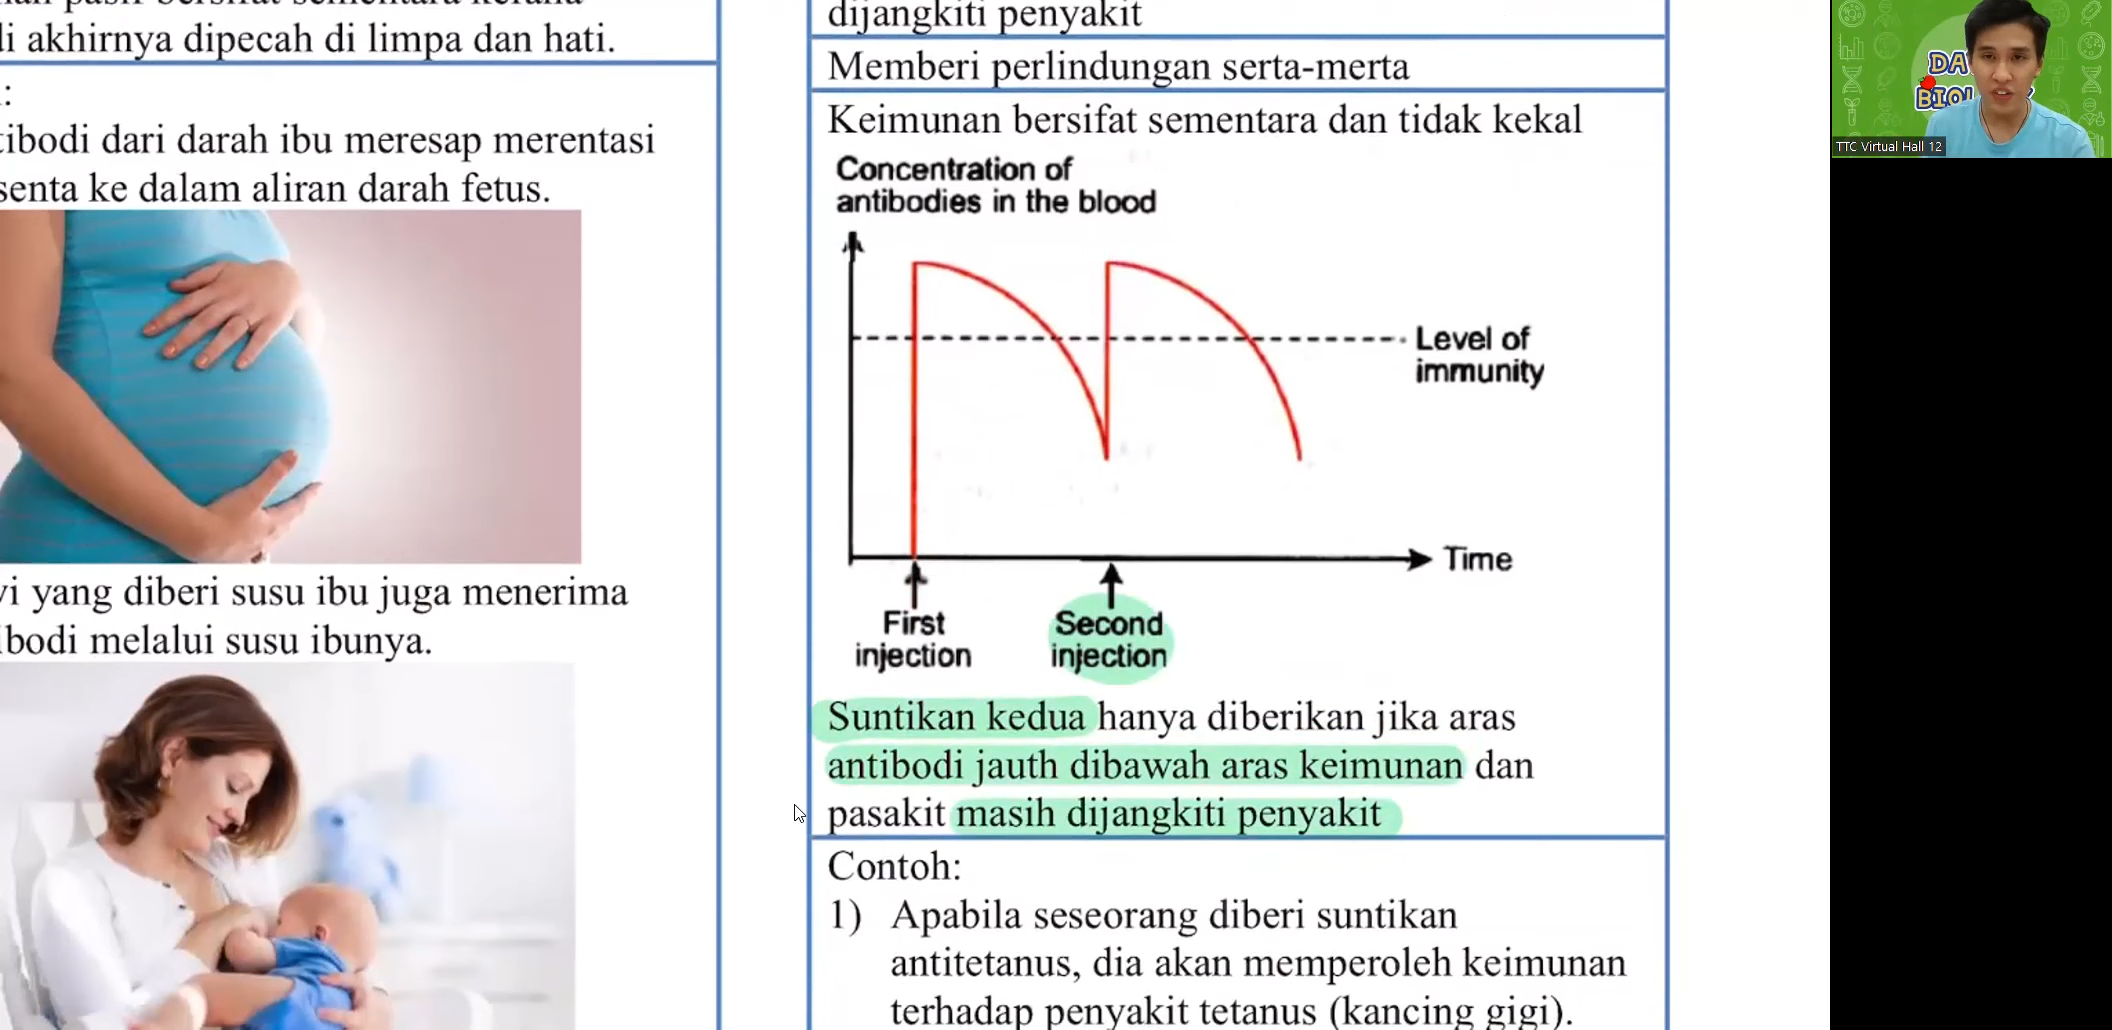 di akhirnya dipecah di limpa dan hati.
:
tibodi dari darah ibu meresap merentasi
senta ke dalam aliran darah fetus.
yi yang diberi susu ibu juga menerima
ibodi melalui susu ibunya.
dijangkiti penyakit
Memberi perlindungan serta-merta
Keimunan bersifat sementara dan tidak kekal
Concentration of
antibodies in the blood
Level of
immunity
Time
First
injection
Second
injection
Suntikan kedua hanya diberikan jika aras
antibodi jauth dibawah aras keimunan dan
pasakit masih dijangkiti penyakit
Contoh:
1) Apabila seseorang diberi suntikan
antitetanus, dia akan memperoleh keimunan
terhadap penyakit tetanus (kancing gigi).
DA
BIOL
TTC Virtual Hall 12